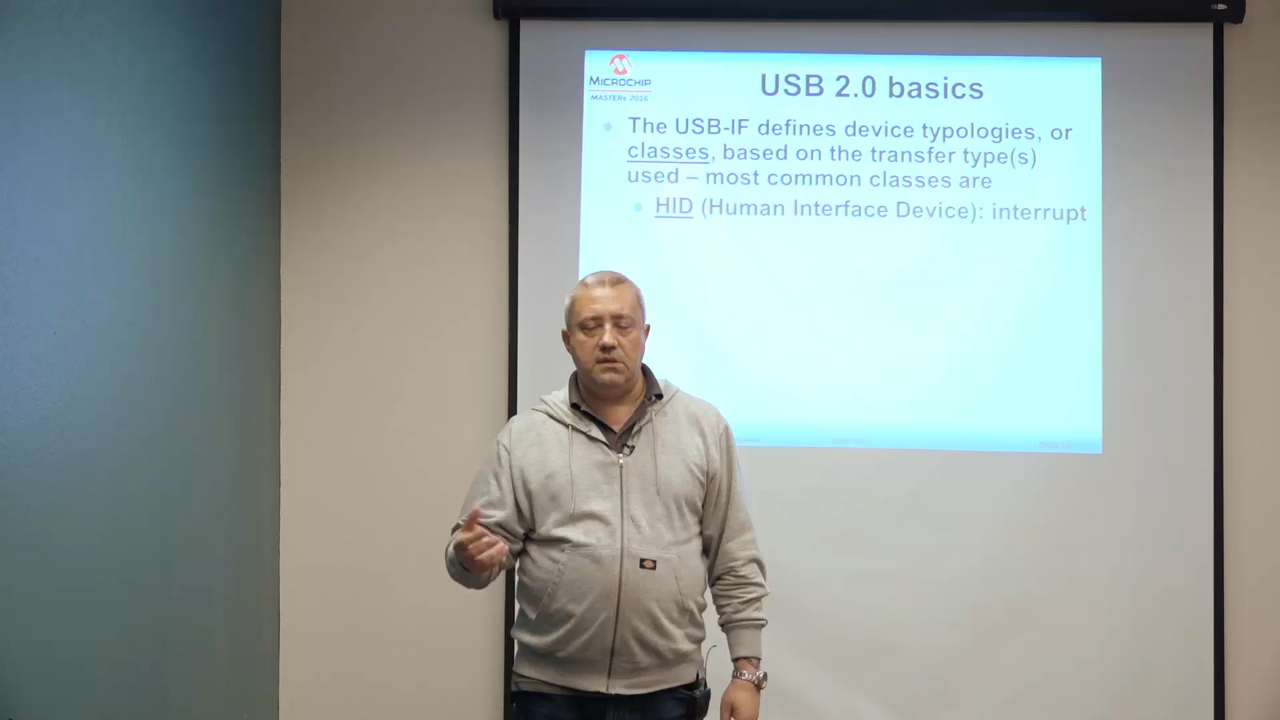 MICROCHIP
MASTERs 2016
USB 2.0 basics
The USB-IF defines device typologies, or
classes, based on the transfer type(s)
used – most common classes are
HID (Human Interface Device): interrupt